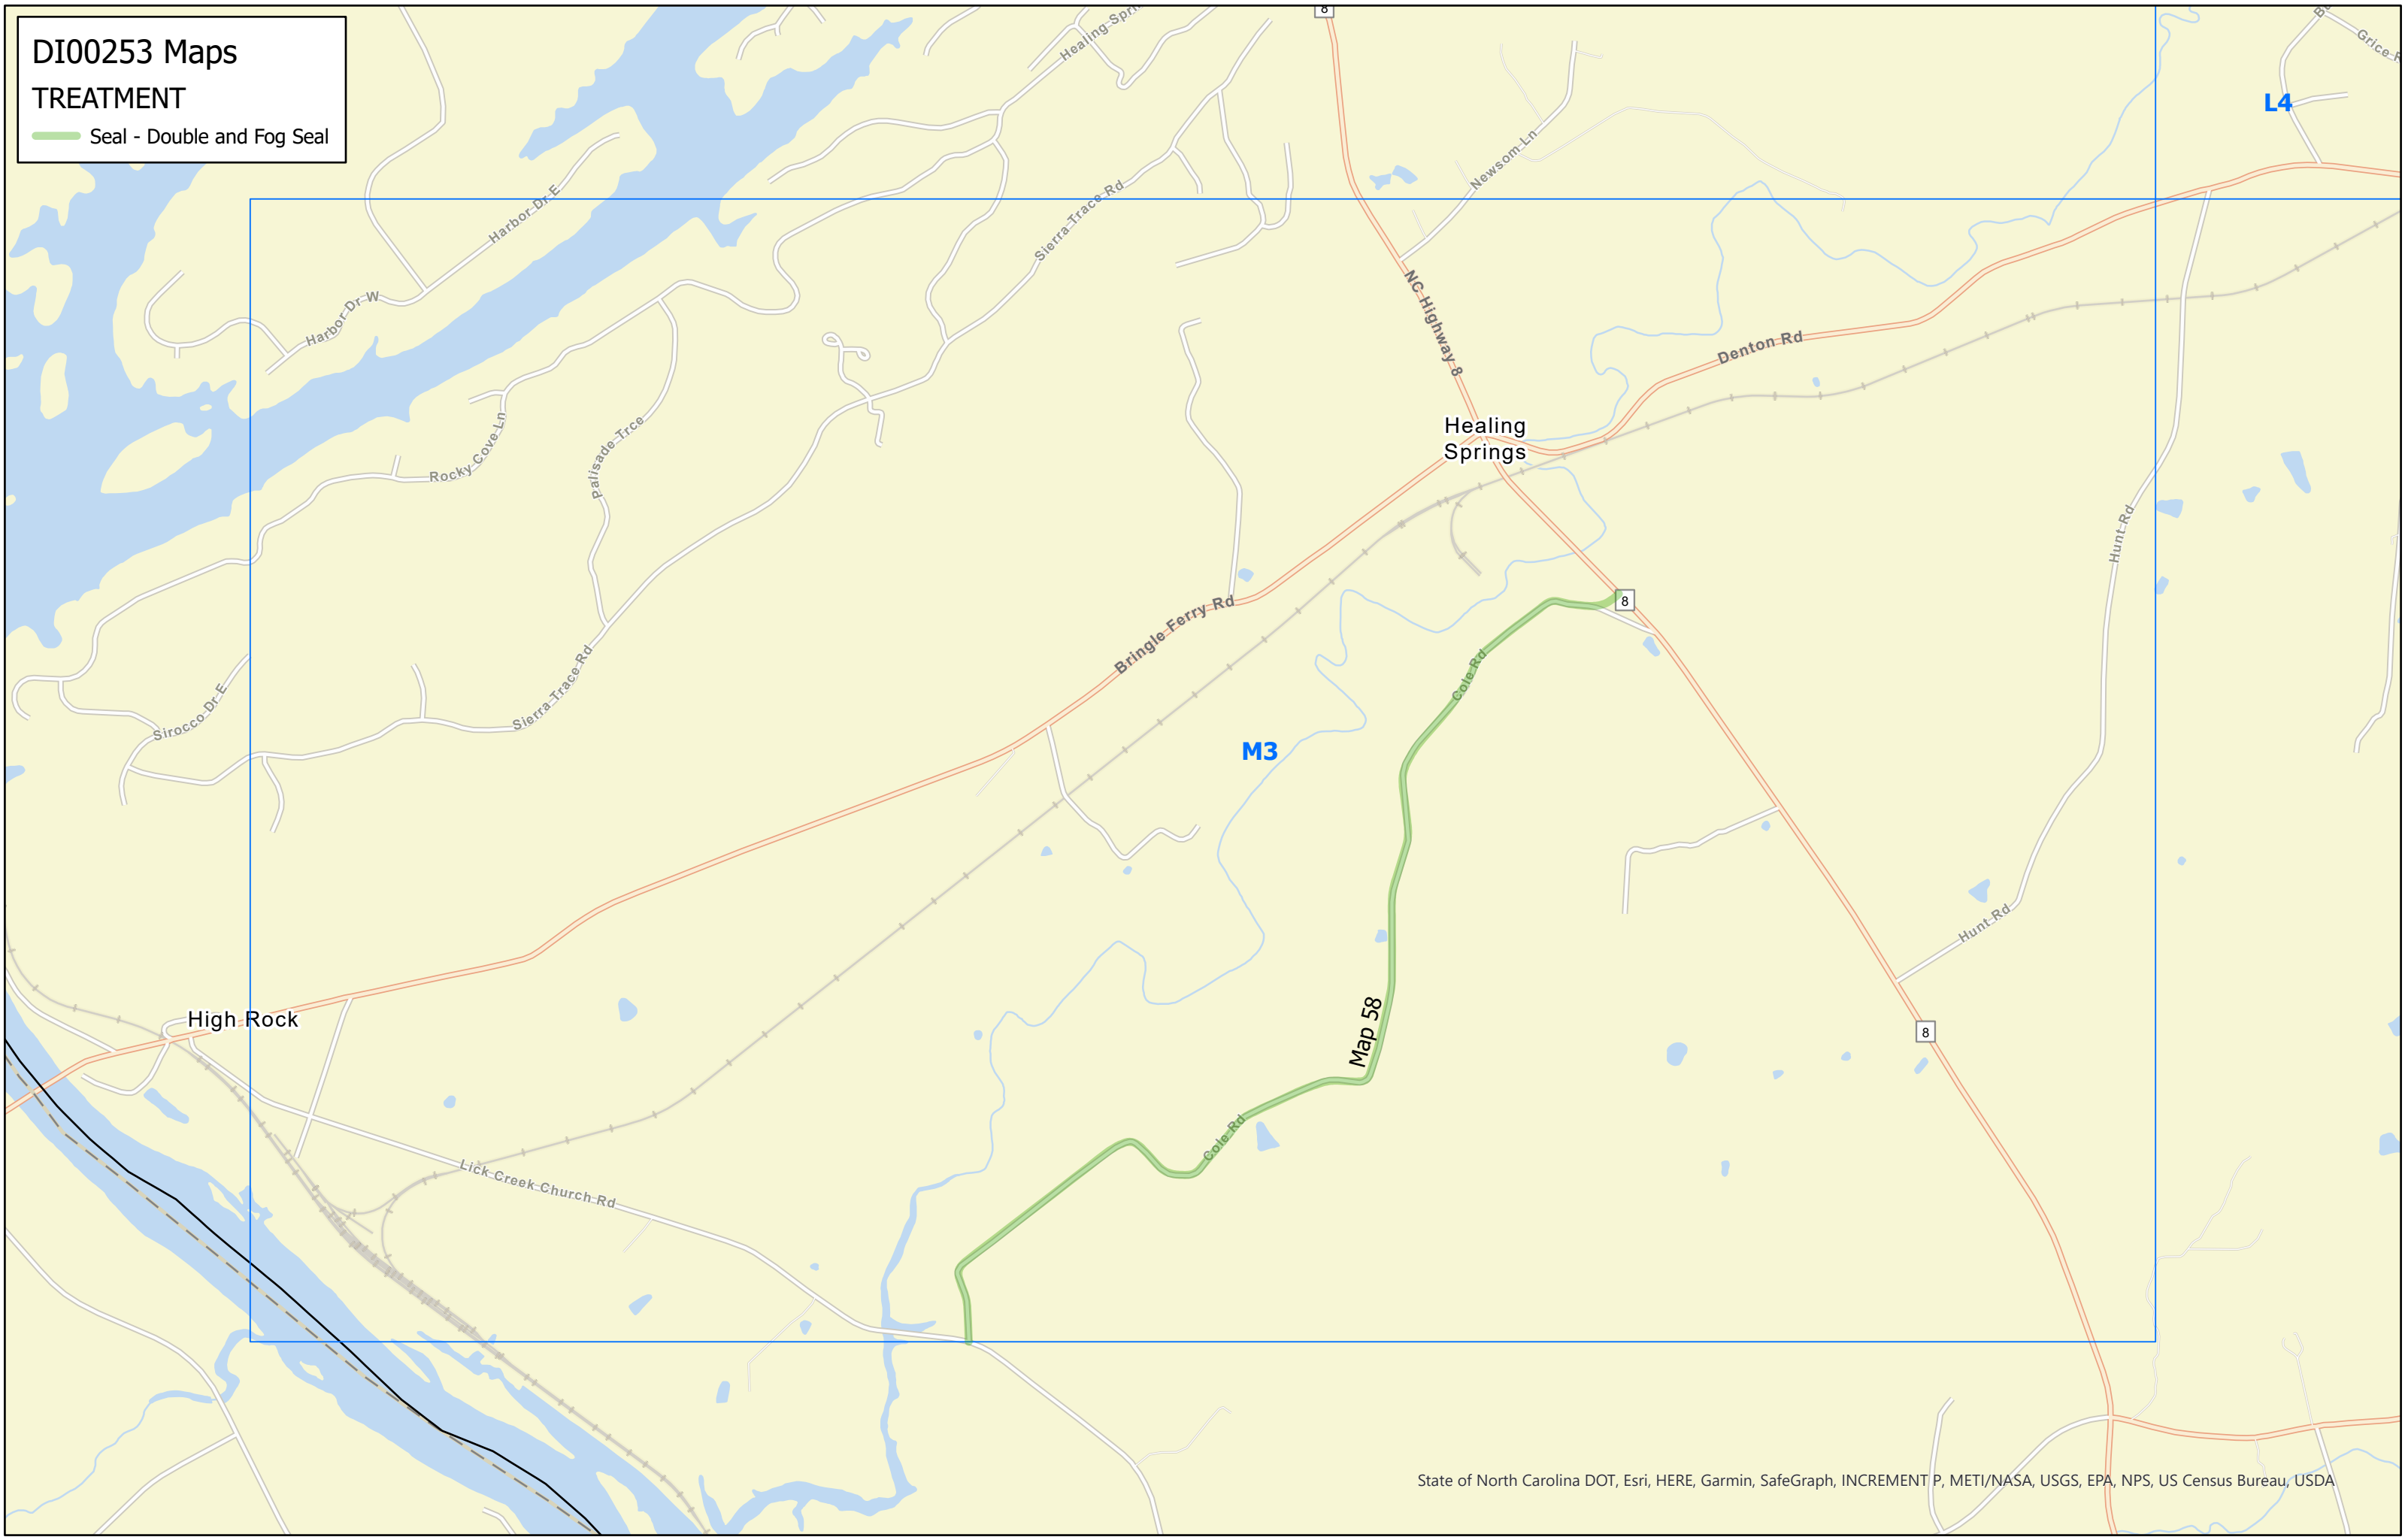 DI00253 Maps
TREATMENT
Seal - Double and Fog Seal
8
L4
Newsom Ln
Harbor Dr E
Sierra Trace Rd
Harbor Dr W
NC Highway 8
Denton Rd
Healing
Springs
Rocky Cove Ln
Palisade Trce
Hunt Rd
Bringle Ferry Rd
8
Cole Rd
Sirocco Dr E
Sierra Trace Rd
M3
Hunt Rd
High Rock
Map 58
8
Cole Rd
Lick Creek Church Rd
State of North Carolina DOT, Esri, HERE, Garmin, SafeGraph, INCREMENT P, METI/NASA, USGS, EPA, NPS, US Census Bureau, USDA